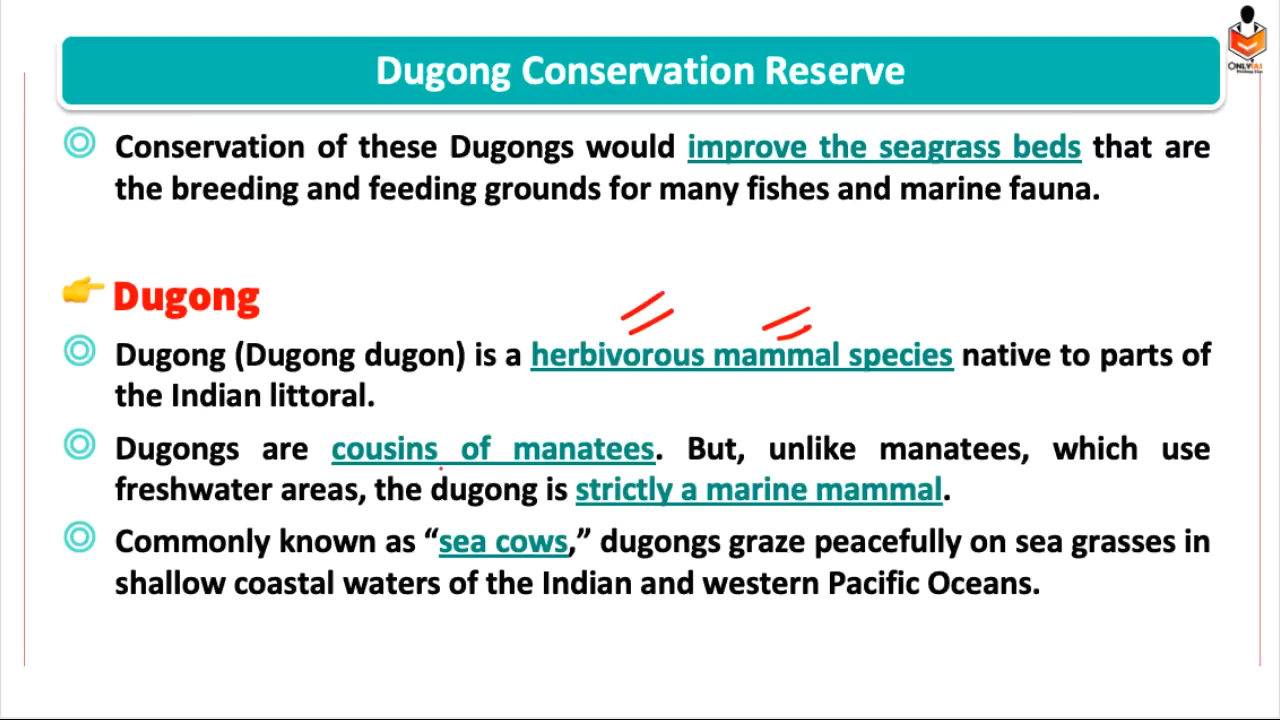 Dugong Conservation Reserve
ONLYIAS
Conservation of these Dugongs would improve the seagrass beds that are
the breeding and feeding grounds for many fishes and marine fauna.
Dugong
Dugong (Dugong dugon) is a herbivorous mammal species native to parts of
the Indian littoral.
Dugongs are cousins of manatees. But, unlike manatees, which use
freshwater areas, the dugong is strictly a marine mammal.
Commonly known as “sea cows,” dugongs graze peacefully on sea grasses in
shallow coastal waters of the Indian and western Pacific Oceans.